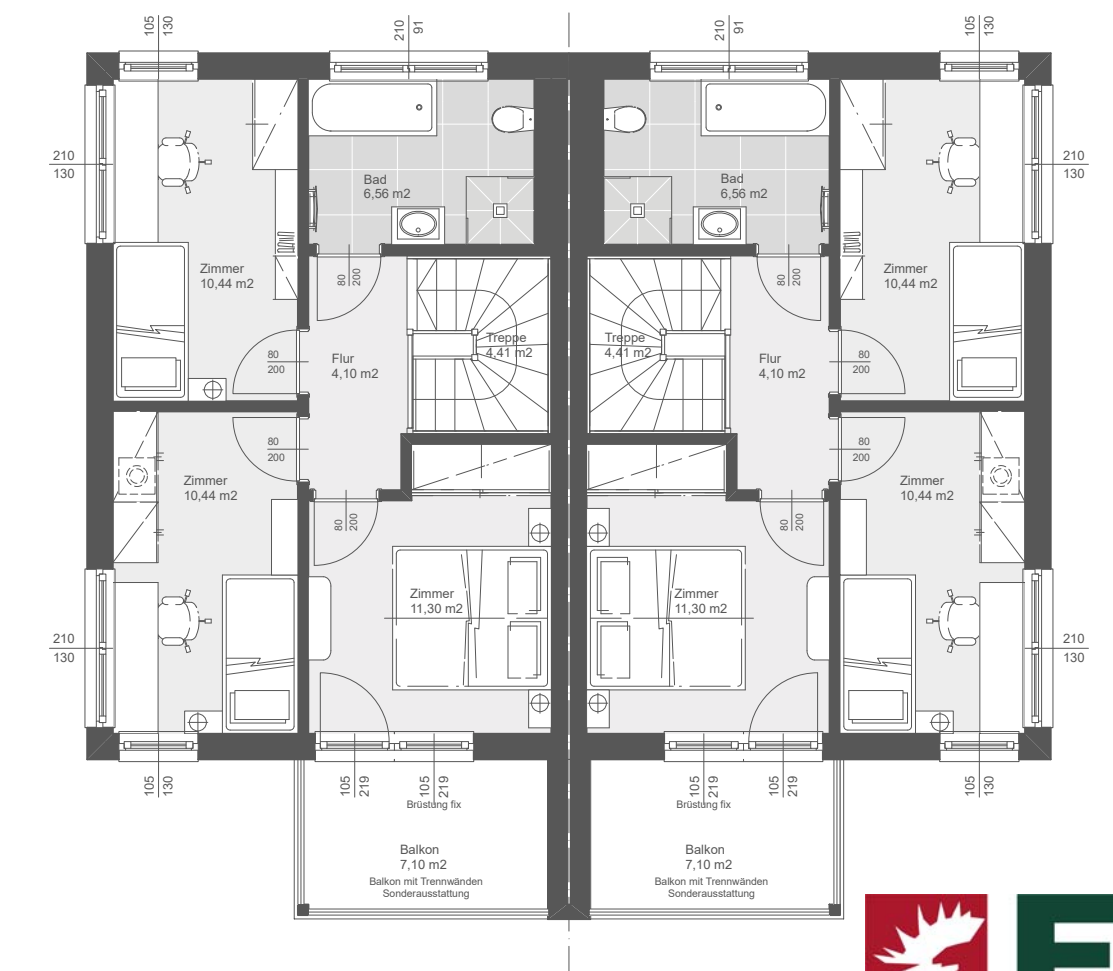 105
130
210
91
210
91
105
130
210
130
210
130
Bad
6,56 m2
Bad
6,56 m2
Zimmer
10,44 m2
Zimmer
10,44 m2
80
200
80
200
Treppe
4,41 m2
Treppe
4,41 m2
Flur
4,10 m2
Flur
4,10 m2
80
200
80
200
80
200
80
200
Zimmer
10,44 m2
Zimmer
10,44 m2
80
200
80
200
Zimmer
11,30 m2
Zimmer
11,30 m2
210
130
210
130
105
130
105
219
105
219
105
219
105
219
105
130
Brüstung fix
Brüstung fix
Balkon
7,10 m2
Balkon mit Trennwänden
Sonderausstattung
Balkon
7,10 m2
Balkon mit Trennwänden
Sonderausstattung